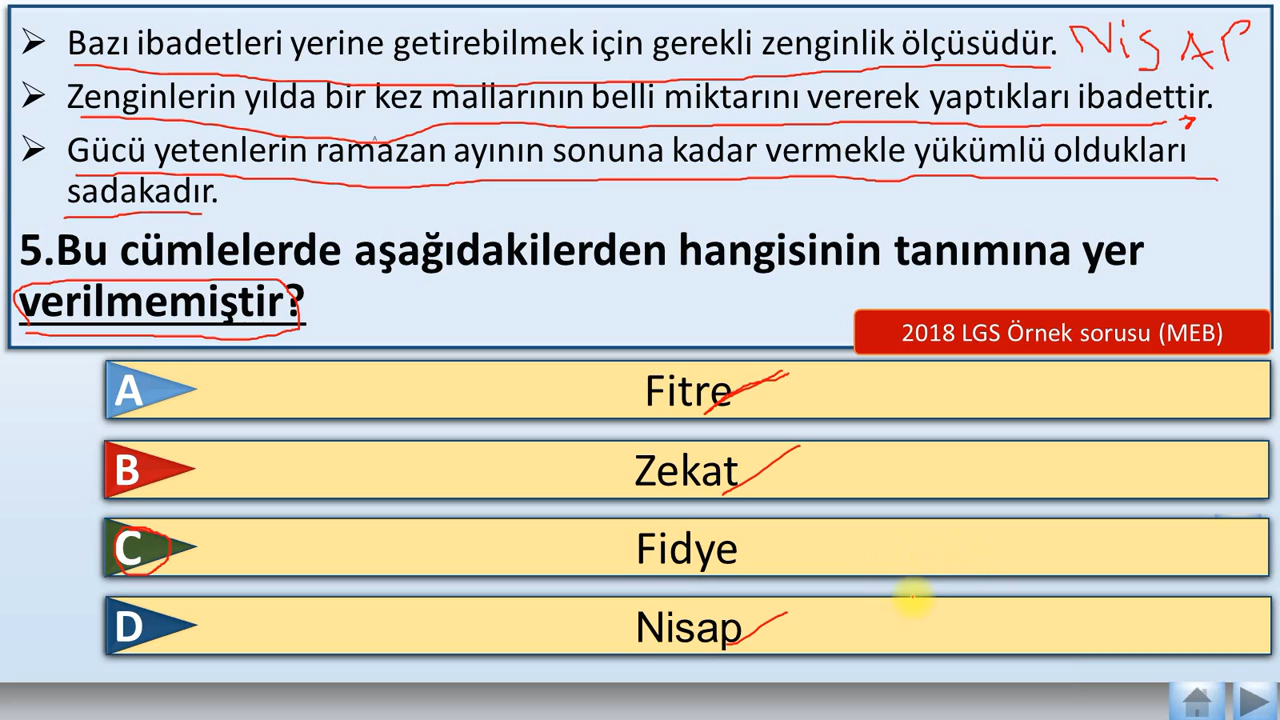 ➢ Bazı ibadetleri yerine getirebilmek için gerekli zenginlik ölçüsüdür. NiSAP
➢ Zenginlerin yılda bir kez mallarının belli miktarını vererek yaptıkları ibadettir.
➢ Gücü yetenlerin ramazan ayının sonuna kadar vermekle yükümlü oldukları
sadakadır.
5.Bu cümlelerde aşağıdakilerden hangisinin tanımına yer
verilmemiştir?
2018 LGS Örnek sorusu (MEB)
A Fitre
B Zekat
C Fidye
D Nisap